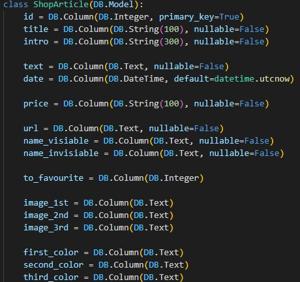 class ShopArticle(DB.Model):
id = DB.Column(DB.Integer, primary_key=True)
title = DB.Column(DB.String(100), nullable=False)
intro = DB.Column(DB.String(300), nullable=False)
text = DB.Column(DB.Text, nullable=False)
date = DB.Column(DB.DateTime, default=datetime.utcnow)
price = DB.Column(DB.String(100), nullable=False)
url = DB.Column(DB.Text, nullable=False)
name_visiable = DB.Column(DB.Text, nullable=False)
name_invisiable = DB.Column(DB.Text, nullable=False)
to_favourite = DB.Column(DB.Integer)
image_1st = DB.Column(DB.Text)
image_2nd = DB.Column(DB.Text)
image_3rd = DB.Column(DB.Text)
first_color = DB.Column(DB.Text)
second_color = DB.Column(DB.Text)
third_color = DB.Column(DB.Text)